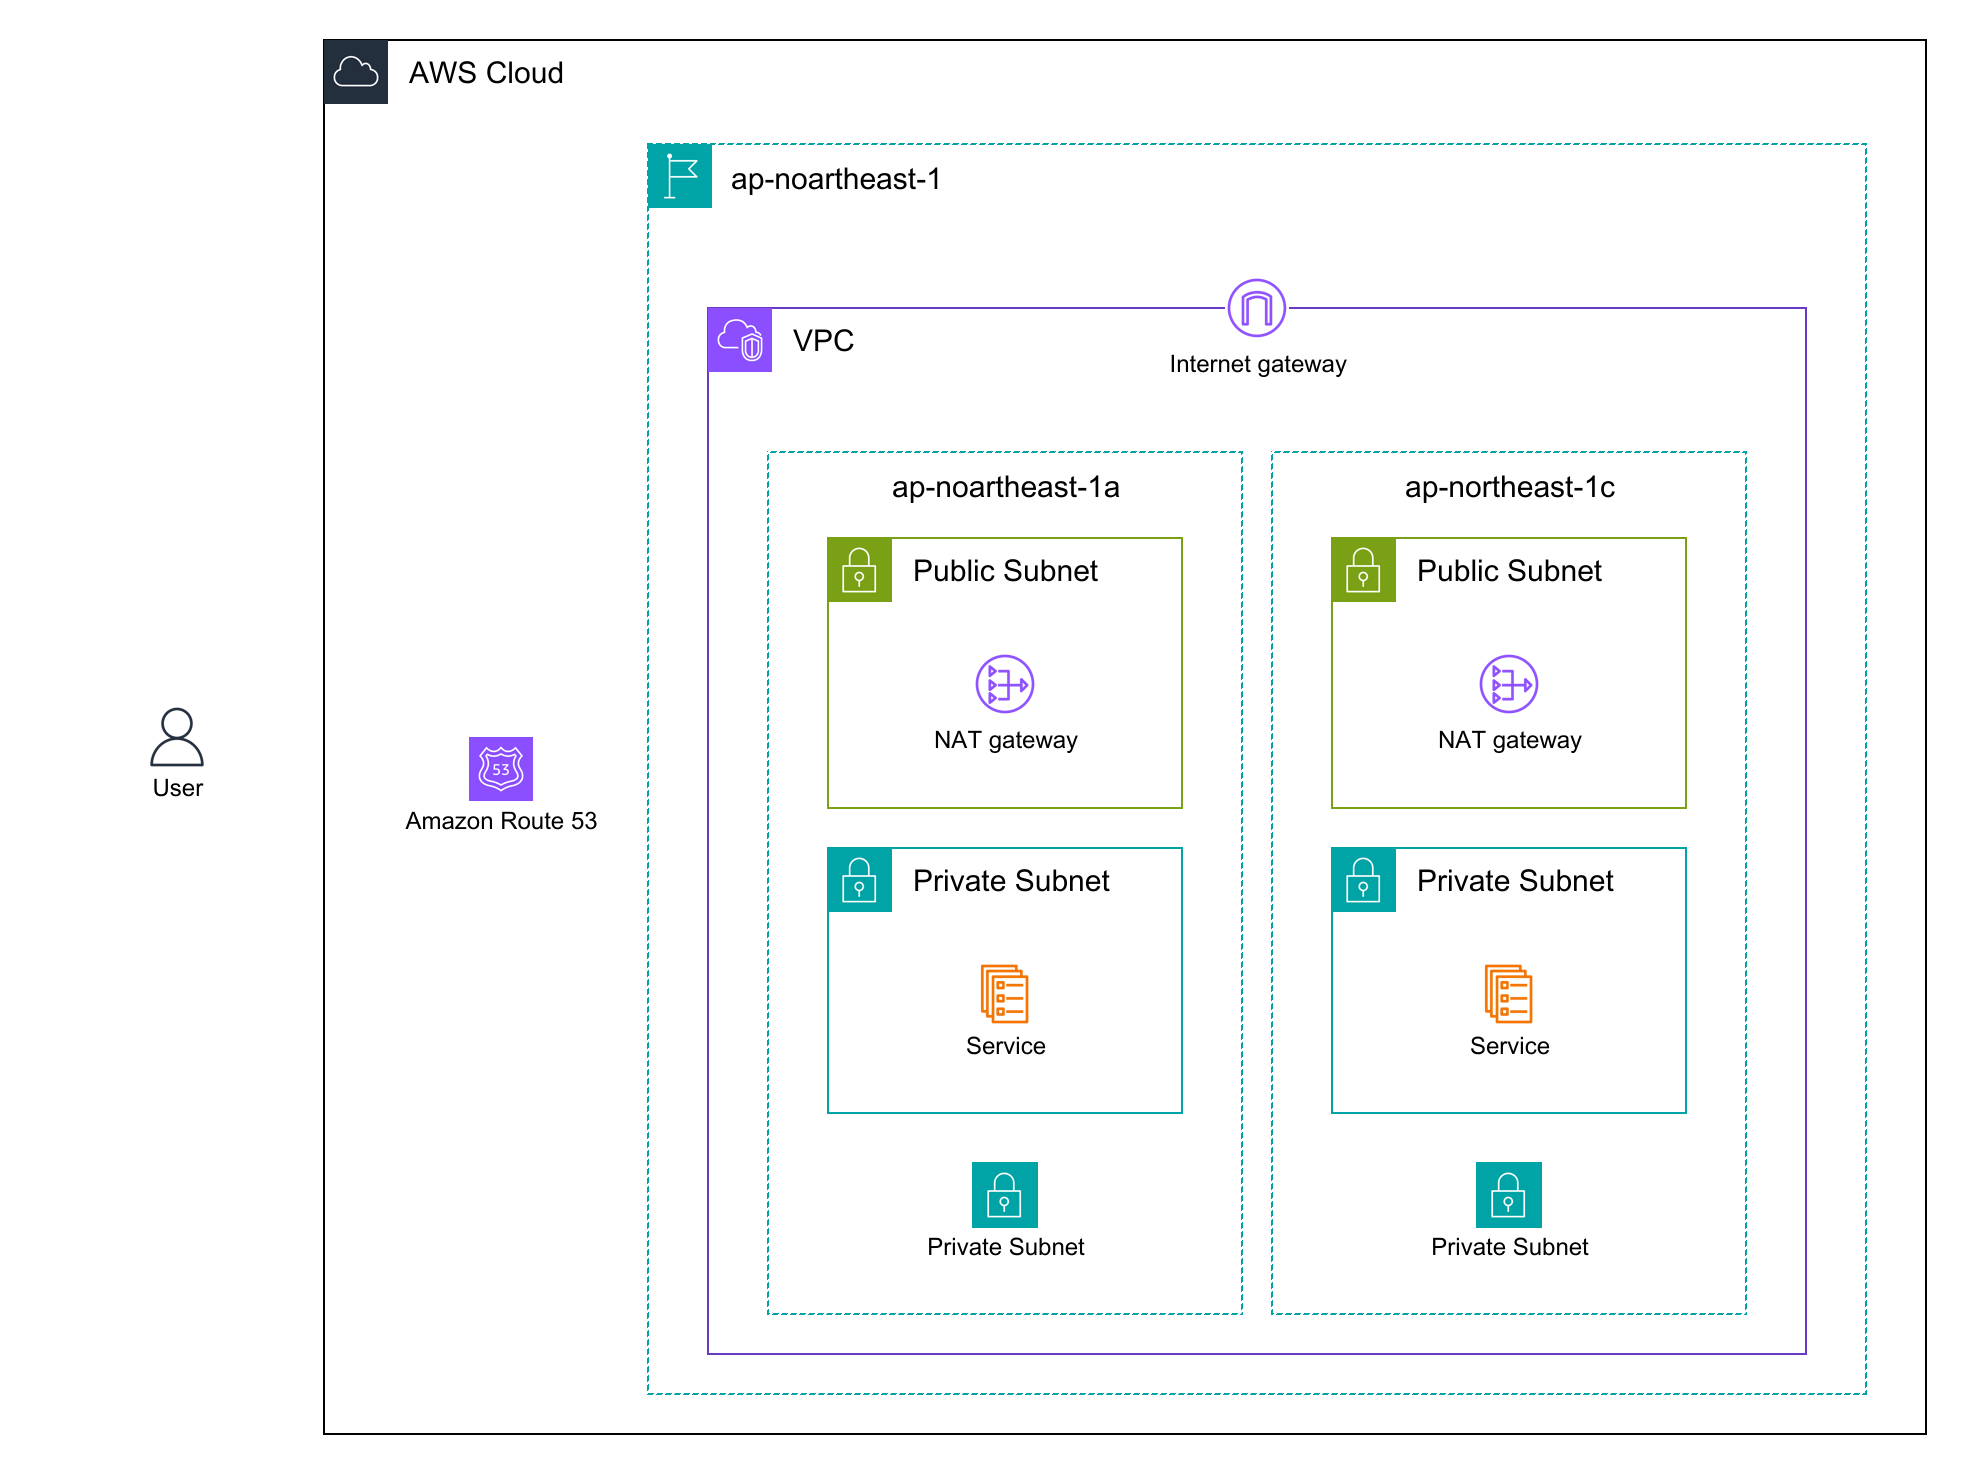 AWS Cloud
ap-noartheast-1
Internet gateway
VPC
ap-noartheast-1a
Public Subnet
NAT gateway
Private Subnet
Service
Private Subnet
ap-northeast-1c
Public Subnet
NAT gateway
Private Subnet
Service
Private Subnet
User
53
Amazon Route 53